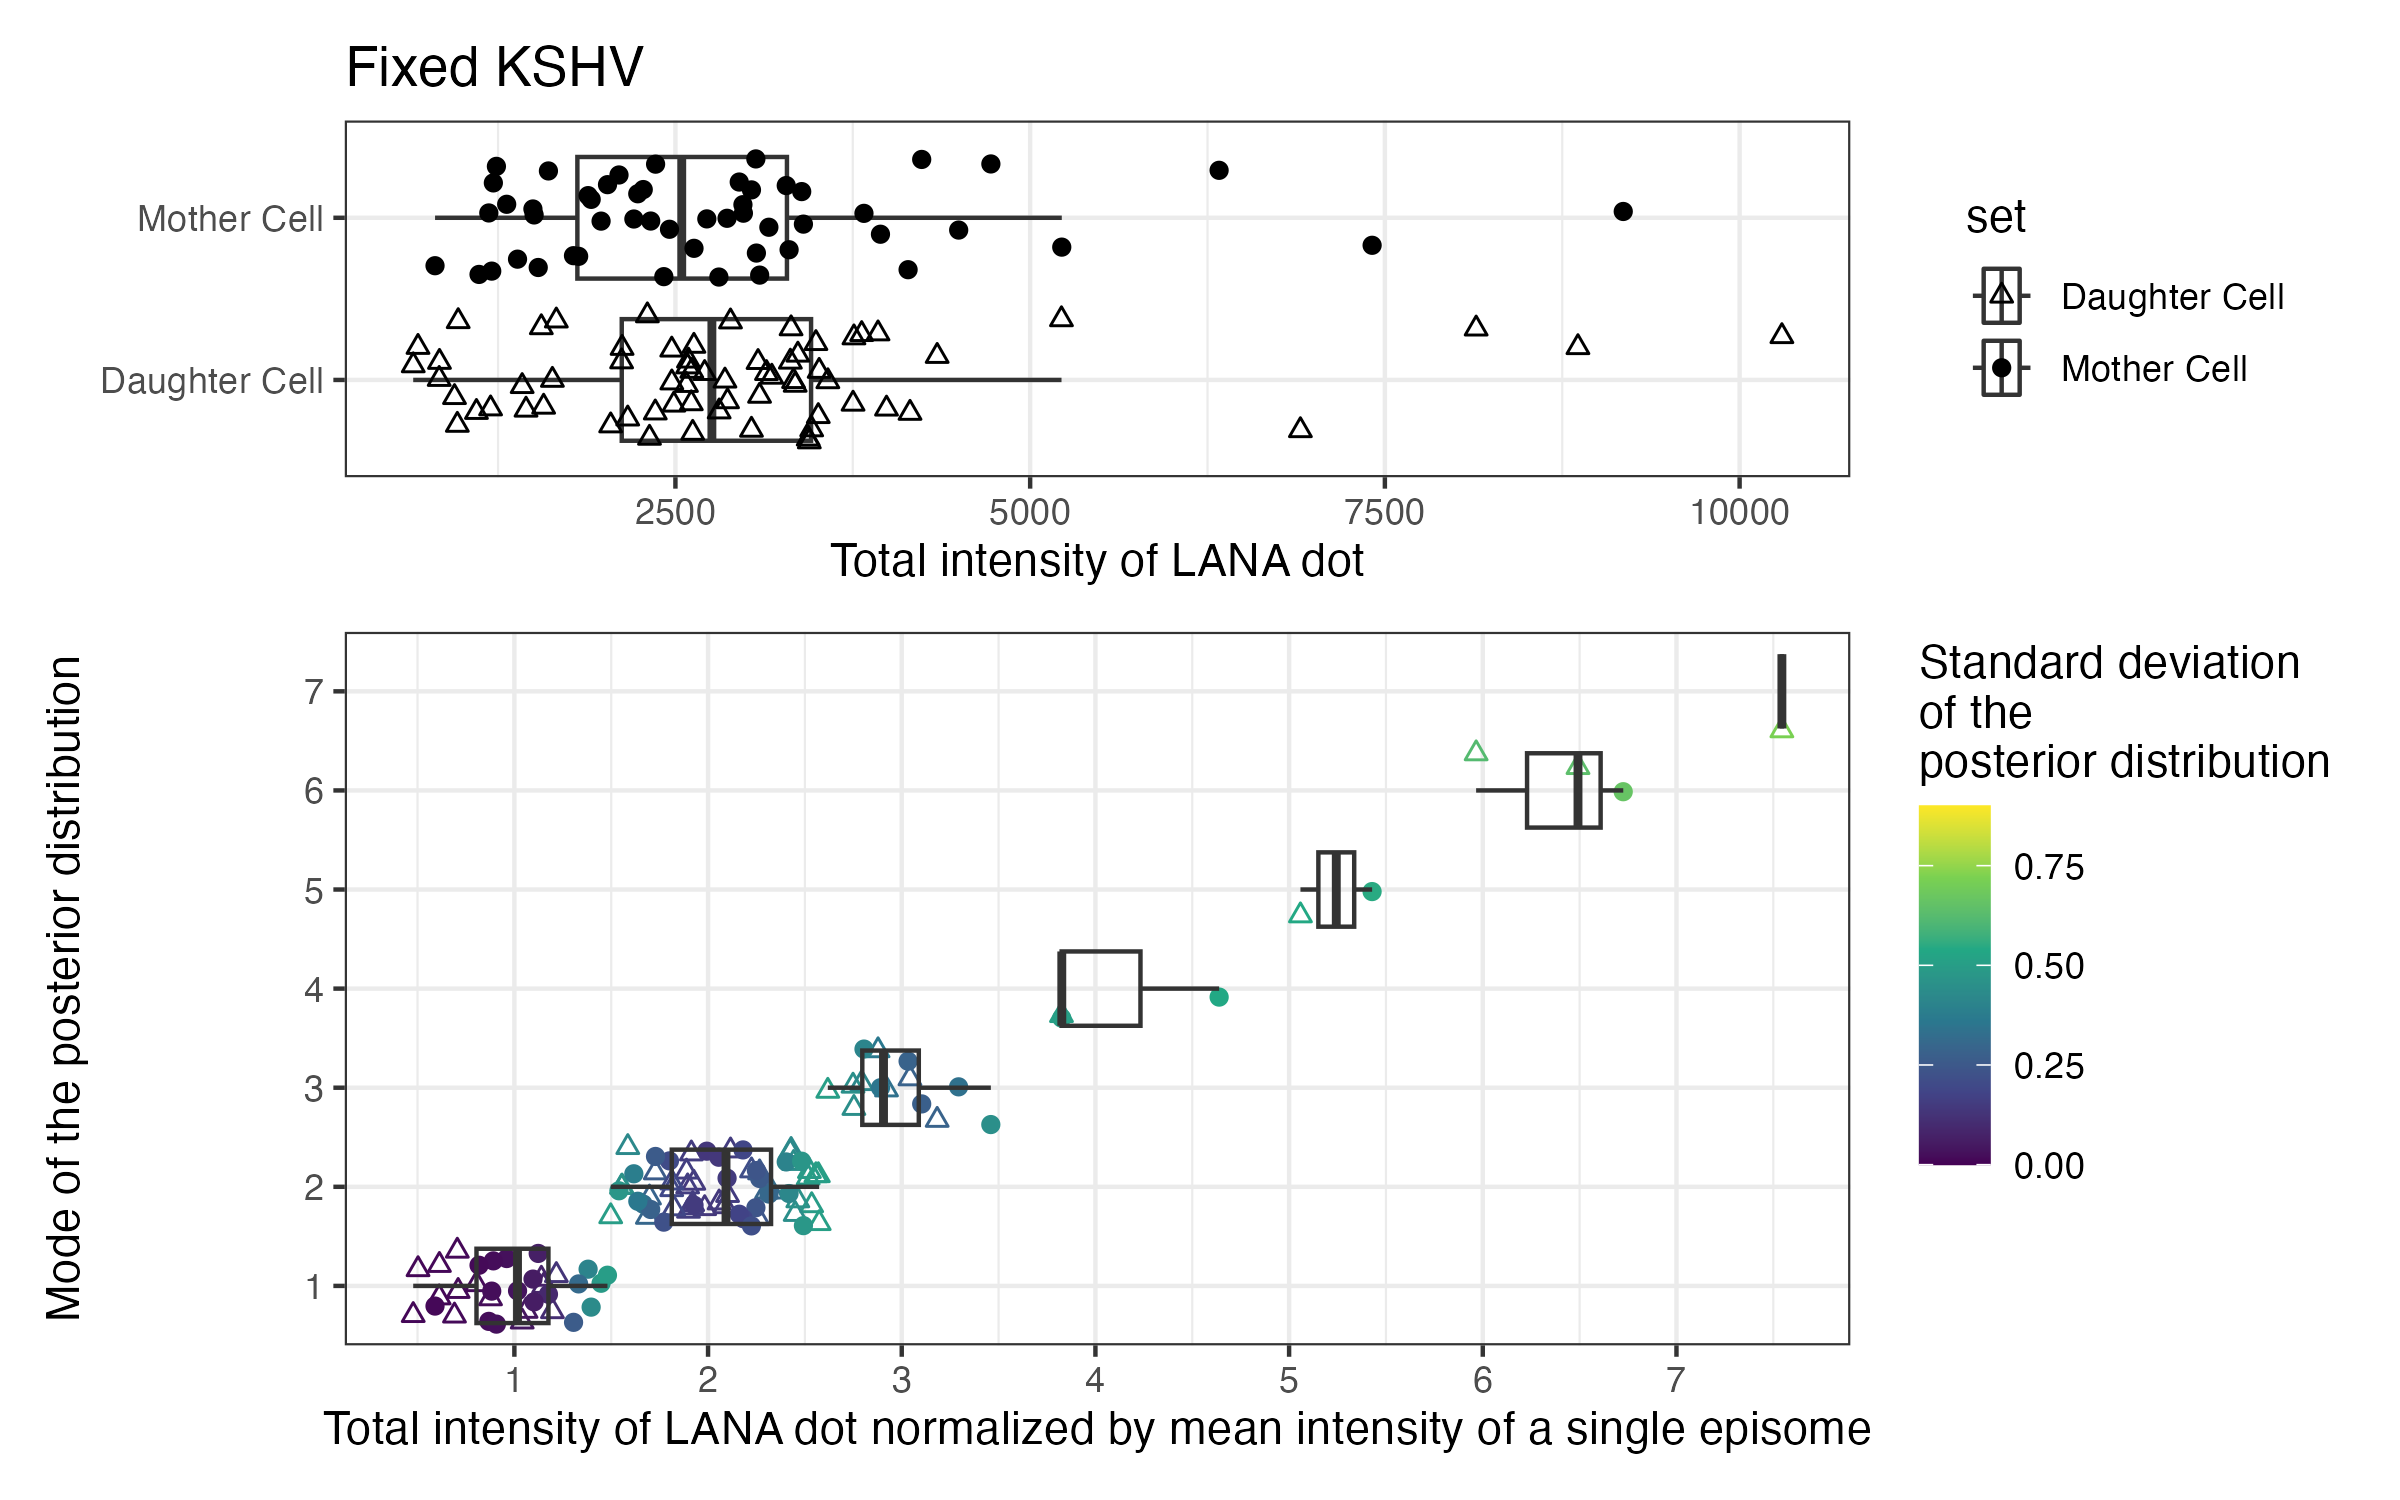 Fixed KSHV
Mother Cell
Daughter Cell
2500
5000
7500
10000
Total intensity of LANA dot
set
Daughter Cell
Mother Cell
Mode of the posterior distribution
7
6
5
4
3
2
1
1
2
3
4
5
6
7
Total intensity of LANA dot normalized by mean intensity of a single episome
Standard deviation
of the
posterior distribution
0.75
0.50
0.25
0.00